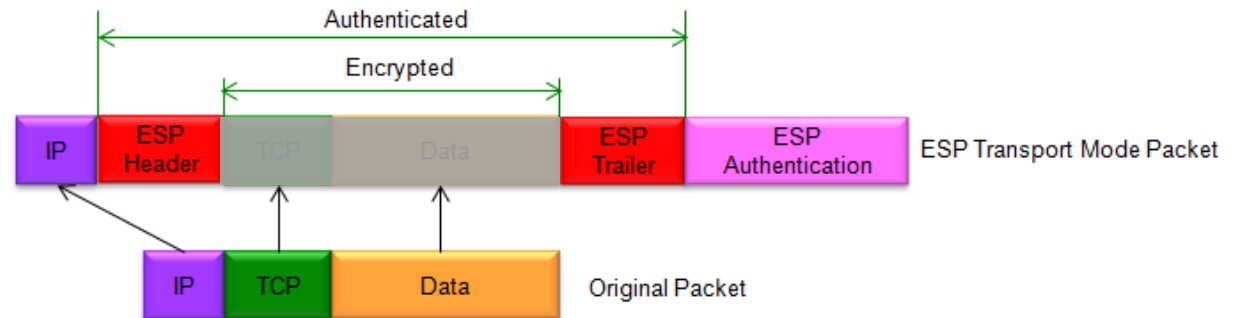 Authenticated
Encrypted
IP
ESP
Header
TCP
Data
ESP
Trailer
ESP
Authentication
ESP Transport Mode Packet
IP
TCP
Data
Original Packet